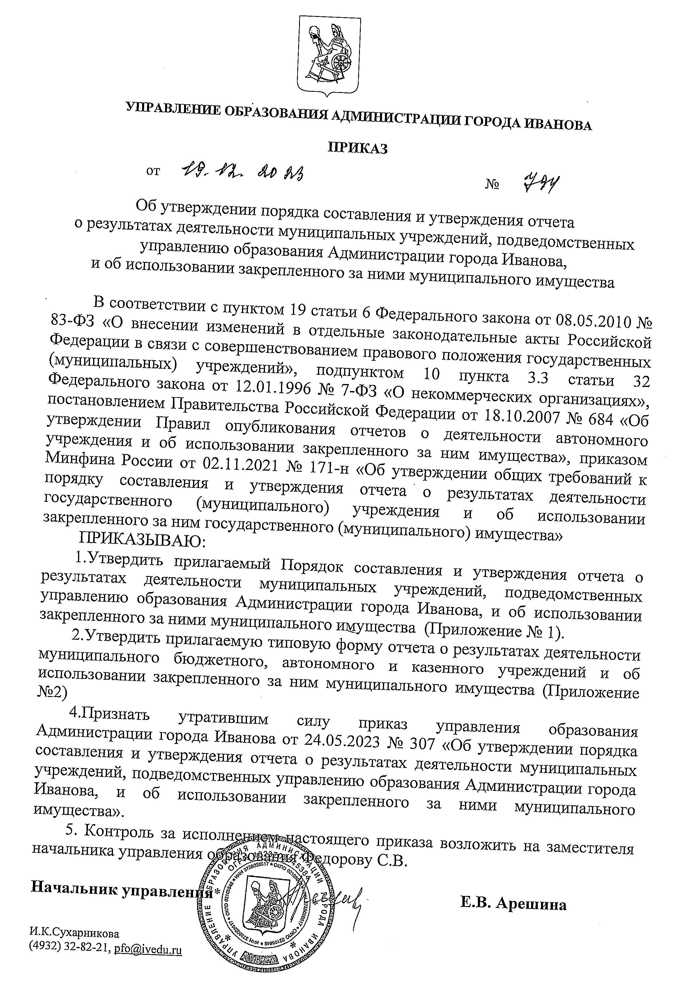 УПРАВЛЕНИЕ ОБРАЗОВАНИЯ АДМИНИСТРАЦИИ ГОРОДА ИВАНОВА
ПРИКАЗ
от 19.12.2023
№ 794
Об утверждении порядка составления и утверждения отчета
о результатах деятельности муниципальных учреждений, подведомственных
управлению образования Администрации города Иванова,
и об использовании закрепленного за ними муниципального имущества
В соответствии с пунктом 19 статьи 6 Федерального закона от 08.05.2010 №
83-ФЗ «О внесении изменений в отдельные законодательные акты Российской
Федерации в связи с совершенствованием правового положения государственных
(муниципальных) учреждений», подпунктом 10 пункта 3.3 статьи 32
Федерального закона от 12.01.1996 № 7-ФЗ «О некоммерческих организациях»,
постановлением Правительства Российской Федерации от 18.10.2007 № 684 «Об
утверждении Правил опубликования отчетов о деятельности автономного
учреждения и об использовании закрепленного за ним имущества», приказом
Минфина России от 02.11.2021 № 171-н «Об утверждении общих требований к
порядку составления и утверждения отчета о результатах деятельности
государственного (муниципального) учреждения и об использовании
закрепленного за ним государственного (муниципального) имущества»
ПРИКАЗЫВАЮ:
1.Утвердить прилагаемый Порядок составления и утверждения отчета о
результатах деятельности муниципальных учреждений, подведомственных
управлению образования Администрации города Иванова, и об использовании
закрепленного за ними муниципального имущества (Приложение № 1).
2.Утвердить прилагаемую типовую форму отчета о результатах деятельности
муниципального бюджетного, автономного и казенного учреждений и об
использовании закрепленного за ним муниципального имущества (Приложение
№2)
4.Признать утратившим силу приказ управления образования
Администрации города Иванова от 24.05.2023 № 307 «Об утверждении порядка
составления и утверждения отчета о результатах деятельности муниципальных
учреждений, подведомственных управлению образования Администрации города
Иванова, и об использовании закрепленного за ними муниципального
имущества».
5. Контроль за исполнением настоящего приказа возложить на заместителя
начальника управления образования Федорову С.В.
Начальник управления
Е.В. Арешина
УПРАВЛЕНИЕ ОБРАЗОВАНИЯ АДМИНИСТРАЦИИ ГОРОДА ИВАНОВА
ИНН 3728028617 * ОКПО 02105648
И.К.Сухарникова
(4932) 32-82-21, pfo@ivedu.ru